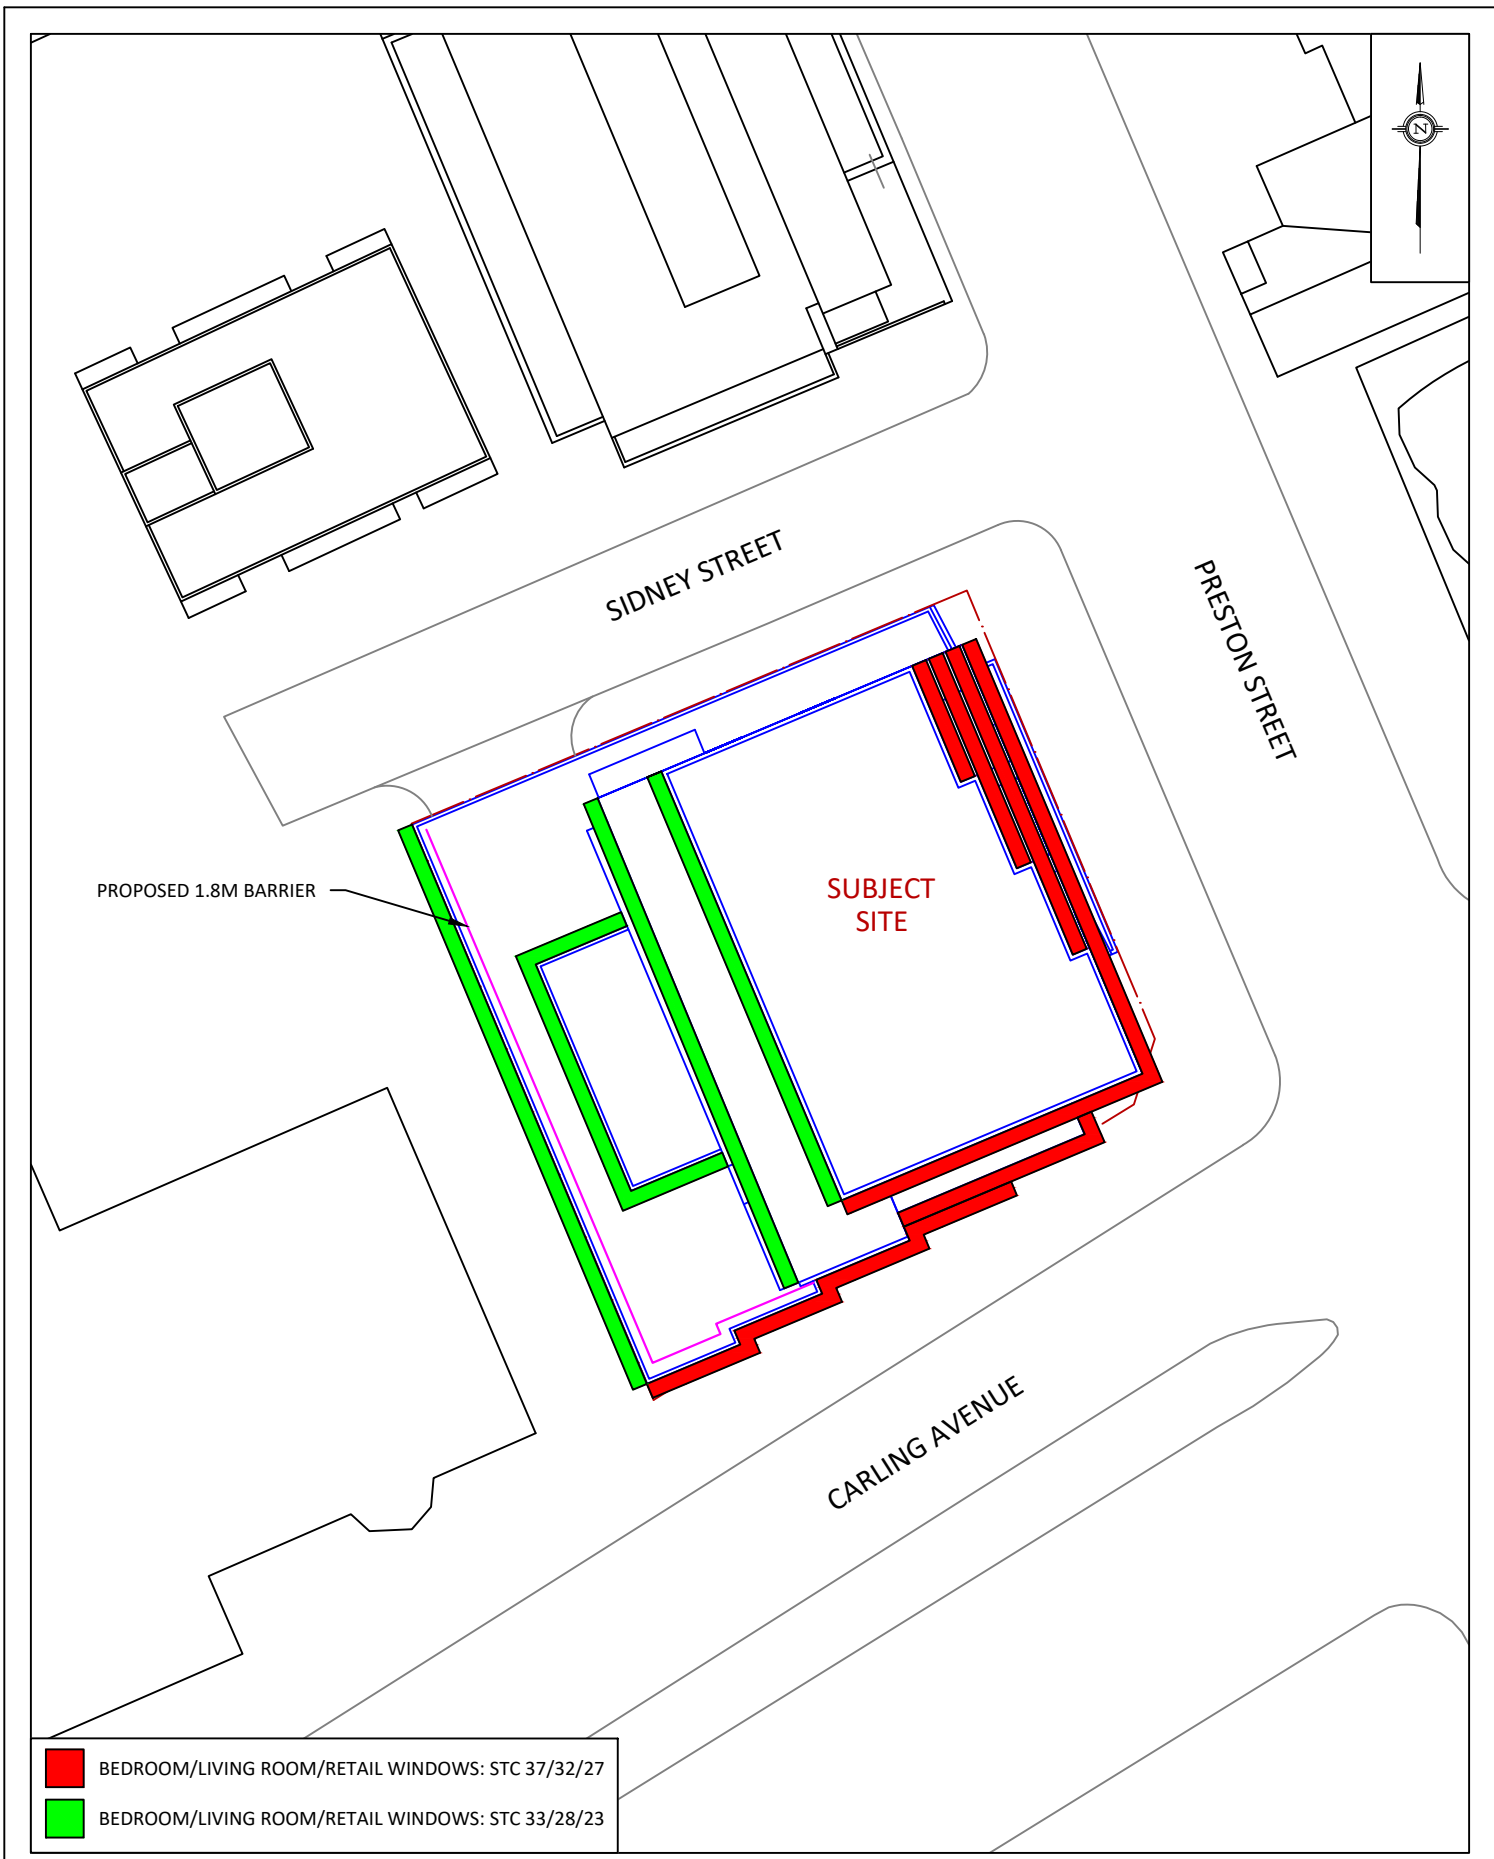 N
SIDNEY STREET
PRESTON STREET
PROPOSED 1.8M BARRIER
SUBJECT
SITE
CARLING AVENUE
BEDROOM/LIVING ROOM/RETAIL WINDOWS: STC 37/32/27
BEDROOM/LIVING ROOM/RETAIL WINDOWS: STC 33/28/23